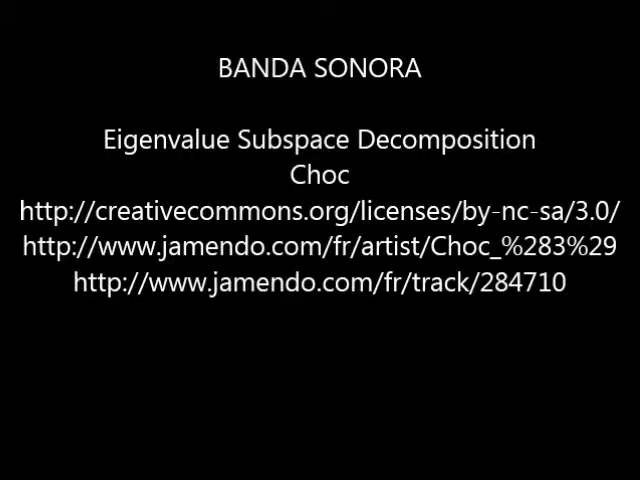 BANDA SONORA
Eigenvalue Subspace Decomposition
Choc
http://creativecommons.org/licenses/by-nc-sa/3.0/
http://www.jamendo.com/fr/artist/Choc_%283%29
http://www.jamendo.com/fr/track/284710